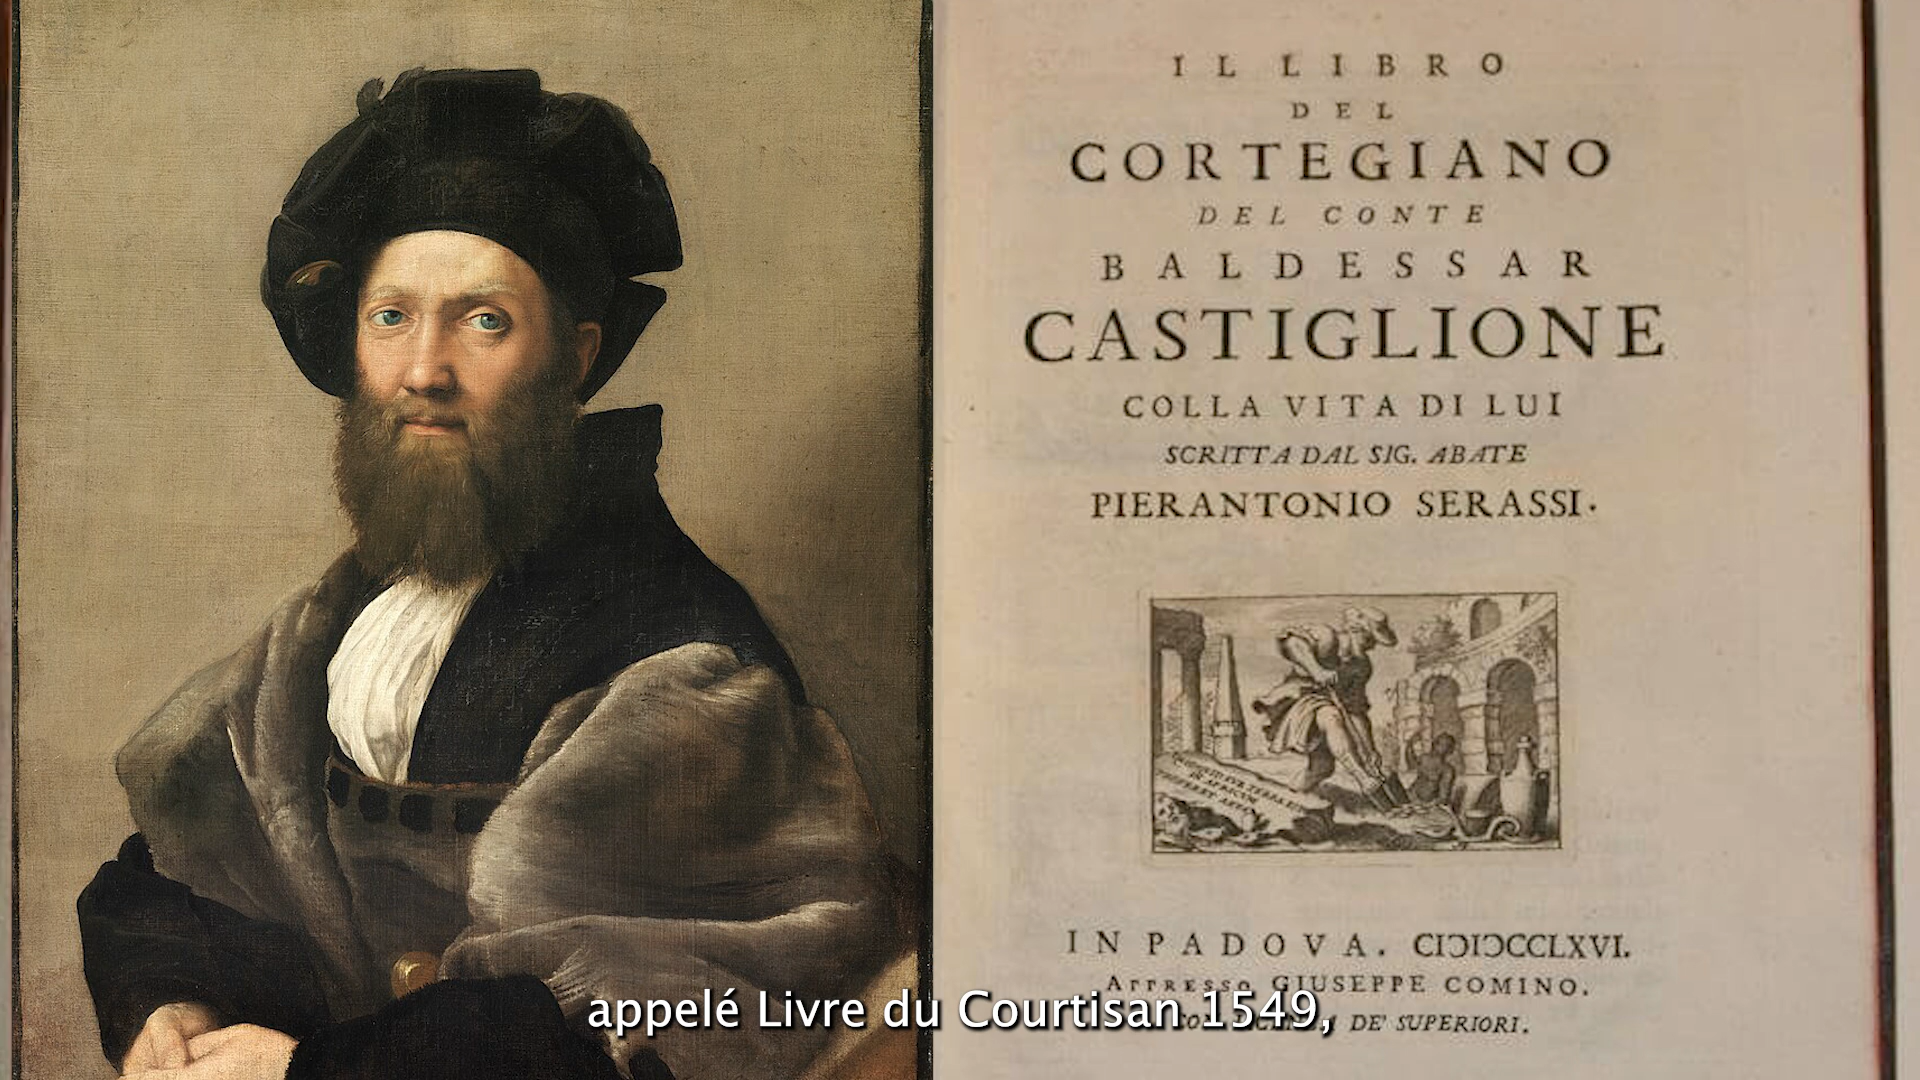 IL LIBRO
DEL
CORTEGIANO
DEL CONTE
BALDESSAR
CASTIGLIONE
COLLA VITA DI LUI
SCRITTA DAL SIG. ABATE
PIERANTONIO SERASSI.
IN PADOVA. CIƆIƆCCLXVI.
APPRESSO GIUSEPPE COMINO.
DE' SUPERIORI.
appelé Livre du Courtisan 1549,